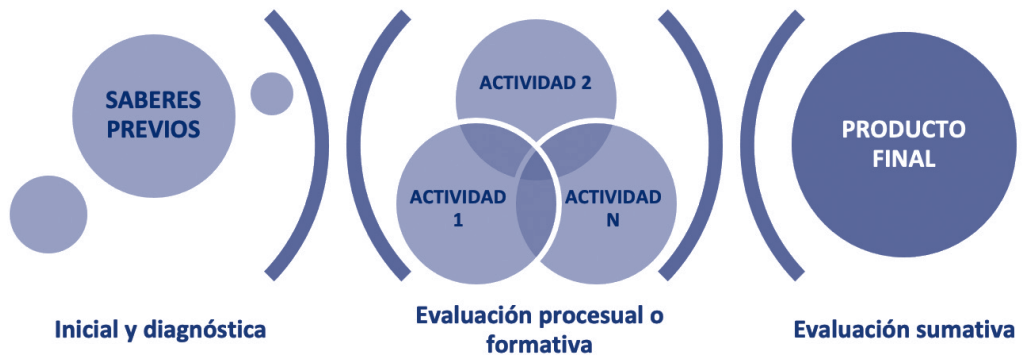 SABERES
PREVIOS
ACTIVIDAD 2
ACTIVIDAD
1
ACTIVIDAD
N
PRODUCTO
FINAL
Inicial y diagnóstica
Evaluación procesual o
formativa
Evaluación sumativa